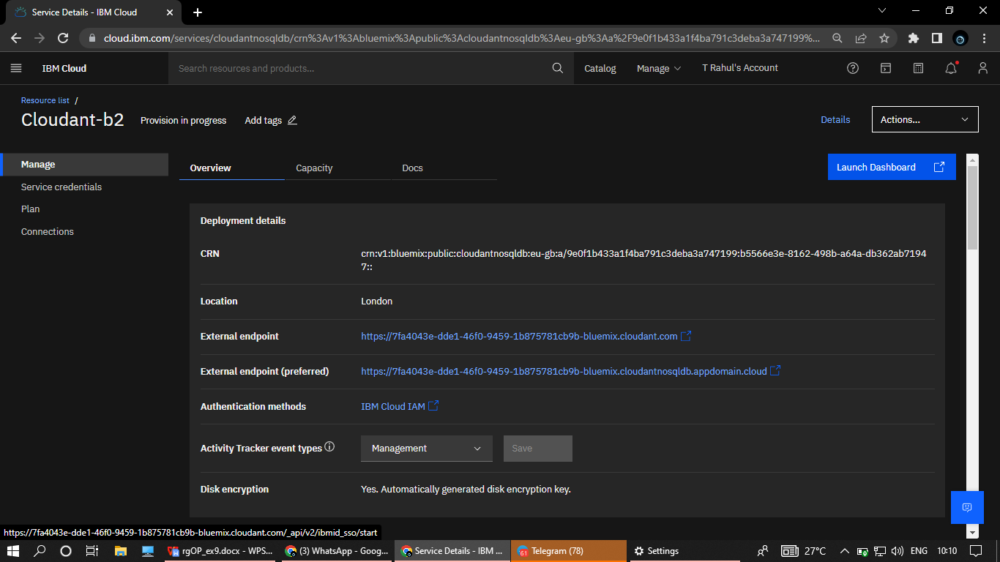 Service Details - IBM Cloud
cloud.ibm.com/services/cloudantnosqldb/crn%3Av1%3Abluemix%3Apublic%3Acloudantnosqldb%3Aeu-gb%3Aa%2F9e0f1b433a1f4ba791c3deba3a747199%...
IBM Cloud
Search resources and products...
Catalog
Manage
T Rahul's Account
Resource list /
Cloudant-b2
Provision in progress
Add tags
Details
Actions...
Manage
Service credentials
Plan
Connections
Overview
Capacity
Docs
Launch Dashboard
Deployment details
CRN
crn:v1:bluemix:public:cloudantnosqldb:eu-gb:a/9e0f1b433a1f4ba791c3deba3a747199:b5566e3e-8162-498b-a64a-db362ab7194
7::
Location
London
External endpoint
https://7fa4043e-dde1-46f0-9459-1b875781cb9b-bluemix.cloudant.com
External endpoint (preferred)
https://7fa4043e-dde1-46f0-9459-1b875781cb9b-bluemix.cloudantnosqldb.appdomain.cloud
Authentication methods
IBM Cloud IAM
Activity Tracker event types
Management
Save
Disk encryption
Yes. Automatically generated disk encryption key.
https://7fa4043e-dde1-46f0-9459-1b875781cb9b-bluemix.cloudant.com/_api/v2/ibmid_sso/start
rgOP_ex9.docx - WPS...
(3) WhatsApp - Goog...
Service Details - IBM ...
61
Telegram (78)
Settings
27°C
ENG
10:10